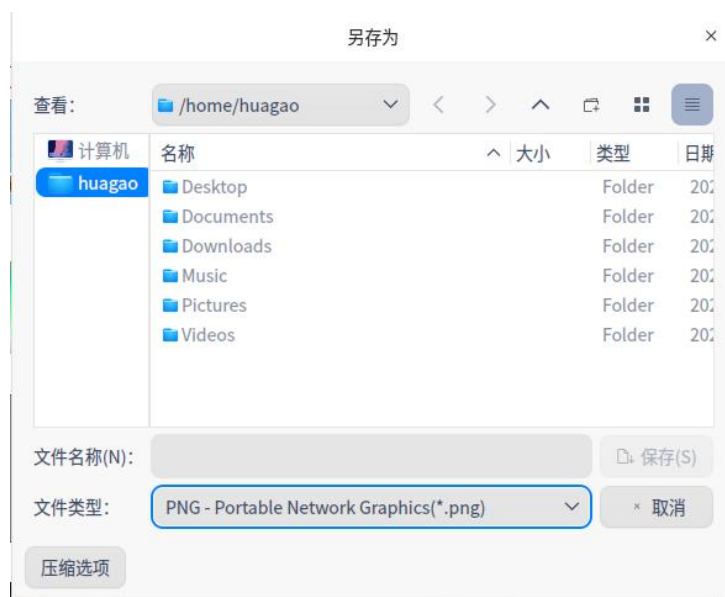 另存为
查看: /home/huagao
计算机
huagao
名称 大小 类型 日期
Desktop Folder 202
Documents Folder 202
Downloads Folder 202
Music Folder 202
Pictures Folder 202
Videos Folder 202
文件名称(N): 保存(S)
文件类型: PNG - Portable Network Graphics(*.png) 取消
压缩选项